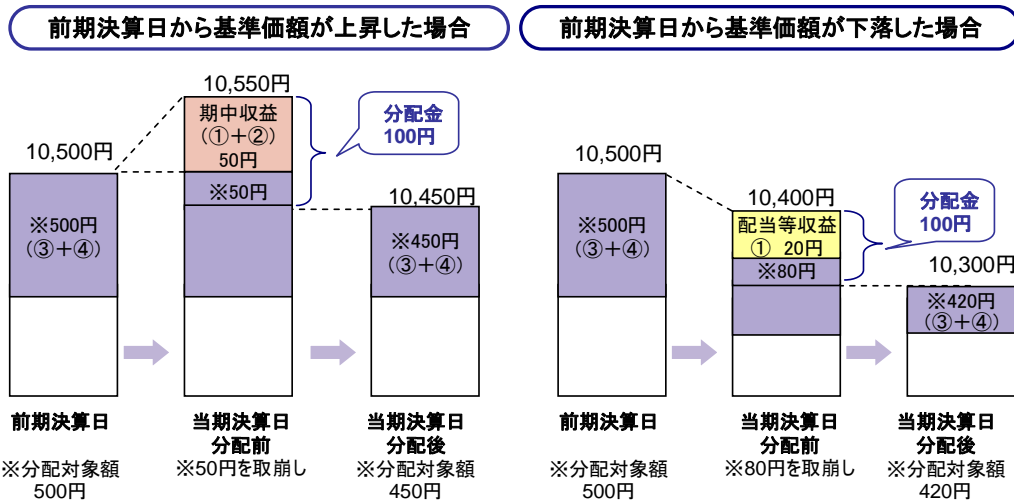 前期決算日から基準価額が上昇した場合
10,550円
期中収益
（①＋②）
50円
分配金
100円
10,500円
※50円
10,450円
※500円
（③＋④）
※450円
（③＋④）
前期決算日
当期決算日
分配前
当期決算日
分配後
※分配対象額
500円
※50円を取崩し
※分配対象額
450円
前期決算日から基準価額が下落した場合
10,500円
10,400円
分配金
100円
配当等収益
① 20円
※500円
（③＋④）
※80円
10,300円
※420円
（③＋④）
前期決算日
当期決算日
分配前
当期決算日
分配後
※分配対象額
500円
※80円を取崩し
※分配対象額
420円